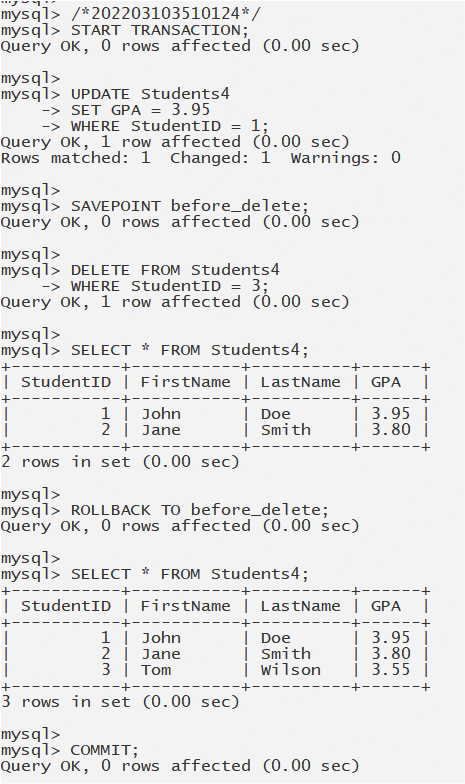 mysql> /*202203103510124*/
mysql> START TRANSACTION;
Query OK, 0 rows affected (0.00 sec)

mysql>
mysql> UPDATE Students4
    -> SET GPA = 3.95
    -> WHERE StudentID = 1;
Query OK, 1 row affected (0.00 sec)
Rows matched: 1  Changed: 1  Warnings: 0

mysql>
mysql> SAVEPOINT before_delete;
Query OK, 0 rows affected (0.00 sec)

mysql>
mysql> DELETE FROM Students4
    -> WHERE StudentID = 3;
Query OK, 1 row affected (0.00 sec)

mysql>
mysql> SELECT * FROM Students4;
+-----------+-----------+----------+------+
| StudentID | FirstName | LastName | GPA  |
+-----------+-----------+----------+------+
|         1 | John      | Doe      | 3.95 |
|         2 | Jane      | Smith    | 3.80 |
+-----------+-----------+----------+------+
2 rows in set (0.00 sec)

mysql>
mysql> ROLLBACK TO before_delete;
Query OK, 0 rows affected (0.00 sec)

mysql>
mysql> SELECT * FROM Students4;
+-----------+-----------+----------+------+
| StudentID | FirstName | LastName | GPA  |
+-----------+-----------+----------+------+
|         1 | John      | Doe      | 3.95 |
|         2 | Jane      | Smith    | 3.80 |
|         3 | Tom       | Wilson   | 3.55 |
+-----------+-----------+----------+------+
3 rows in set (0.00 sec)

mysql>
mysql> COMMIT;
Query OK, 0 rows affected (0.00 sec)